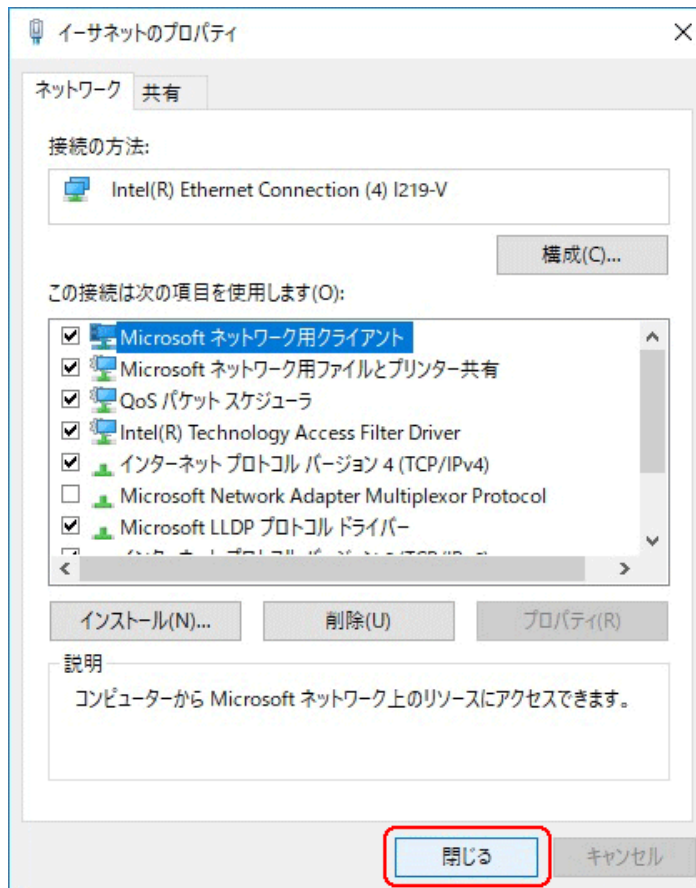 イーサネットのプロパティ
ネットワーク 共有
接続の方法:
Intel(R) Ethernet Connection (4) I219-V
構成(C)...
この接続は次の項目を使用します(O):
Microsoft ネットワーク用クライアント
Microsoft ネットワーク用ファイルとプリンター共有
QoS パケット スケジューラ
Intel(R) Technology Access Filter Driver
インターネット プロトコル バージョン 4 (TCP/IPv4)
Microsoft Network Adapter Multiplexor Protocol
Microsoft LLDP プロトコル ドライバー
インストール(N)... 削除(U) プロパティ(R)
説明
コンピューターから Microsoft ネットワーク上のリソースにアクセスできます。
閉じる キャンセル